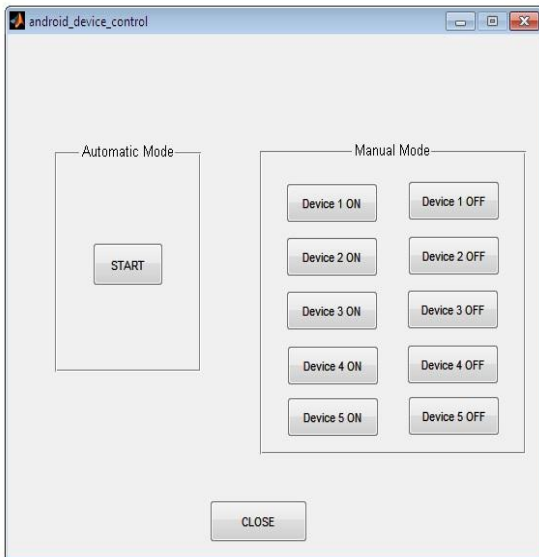 android_device_control
Automatic Mode
START
Manual Mode
Device 1 ON
Device 1 OFF
Device 2 ON
Device 2 OFF
Device 3 ON
Device 3 OFF
Device 4 ON
Device 4 OFF
Device 5 ON
Device 5 OFF
CLOSE